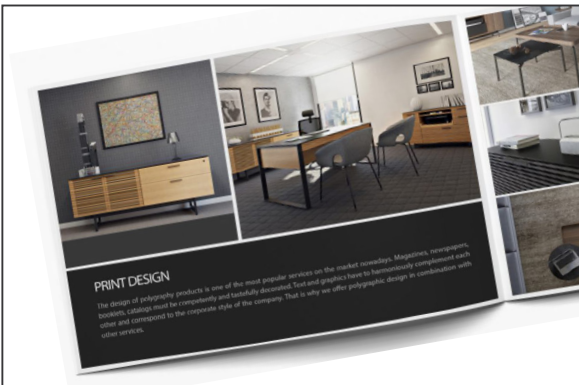 PRINT DESIGN
The design of polygraphy products is one of the most popular services on the market nowadays. Magazines, newspapers,
booklets, catalogs must be competently and tastefully decorated. Text end graphics have to harmoniously complement each
other and correspond to the corporate style of the company. That is why we offer polygraphic design in combination with
other services.